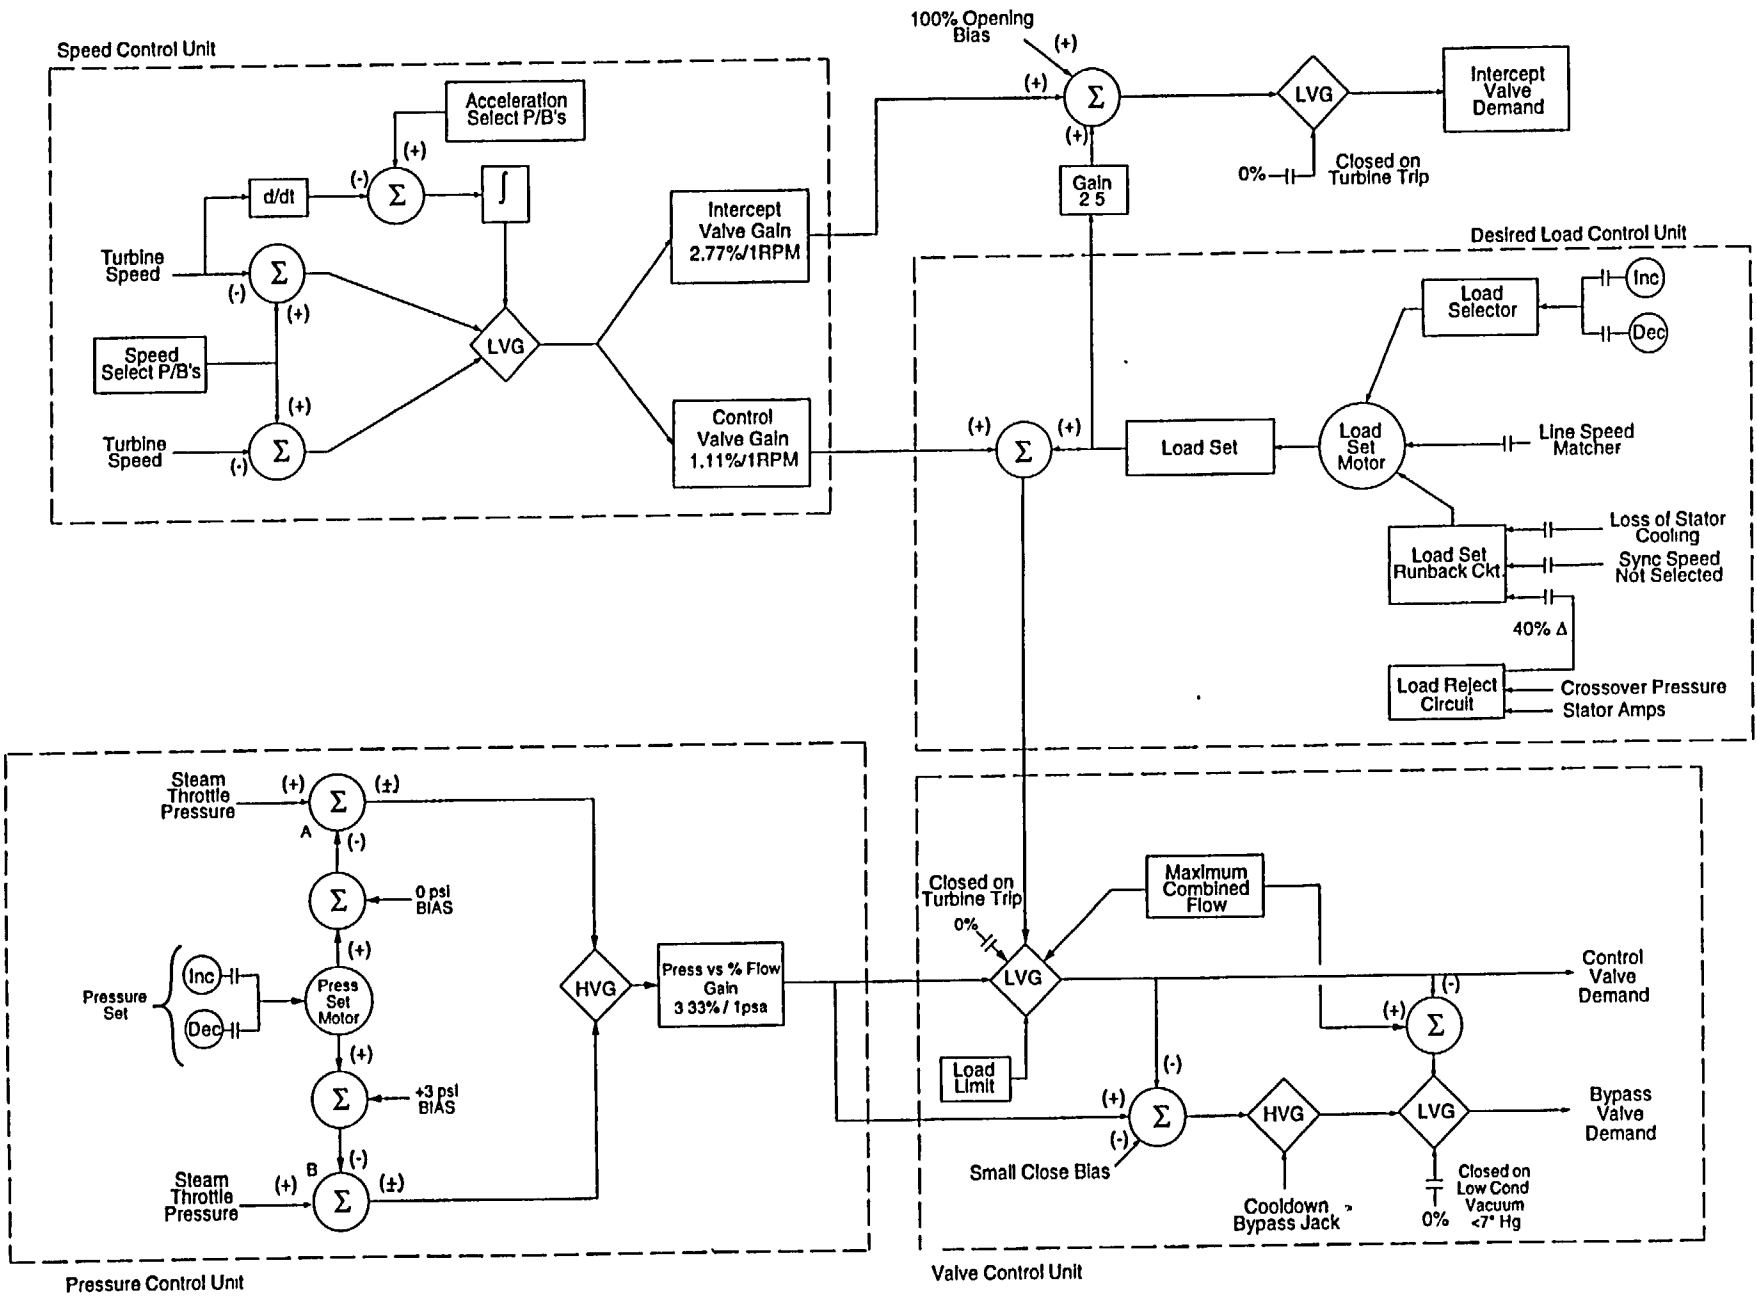 Speed Control Unit
Acceleration
Select P/B's
(+)
(-)
Σ
∫
d/dt
Turbine
Speed
Σ
(-)
(+)
Speed
Select P/B's
(+)
Turbine
Speed
(-)
Σ
LVG
Intercept
Valve Gain
2.77%/1RPM
Control
Valve Gain
1.11%/1RPM
100% Opening
Bias
(+)
(+)
Σ
(+)
Gain
2 5
LVG
Intercept
Valve
Demand
0%
Closed on
Turbine Trip
Desired Load Control Unit
Load
Selector
Inc
Dec
(+)
Σ
(+)
Load Set
Load
Set
Motor
Line Speed
Matcher
Load Set
Runback Ckt.
Loss of Stator
Cooling
Sync Speed
Not Selected
40% Δ
Load Reject
Circuit
Crossover Pressure
Stator Amps
Steam
Throttle
Pressure
(+)
Σ
(±)
A
(-)
Σ
0 psi
BIAS
(+)
Pressure
Set
Inc
Dec
Press
Set
Motor
(+)
Σ
+3 psi
BIAS
(-)
B
Steam
Throttle
Pressure
(+)
Σ
(±)
HVG
Press vs % Flow
Gain
3 33% / 1psa
Pressure Control Unit
Closed on
Turbine Trip
0%
LVG
Maximum
Combined
Flow
Load
Limit
Control
Valve
Demand
(-)
(+)
Σ
(-)
(+)
Σ
(-)
Small Close Bias
HVG
Cooldown
Bypass Jack
LVG
Bypass
Valve
Demand
0%
Closed on
Low Cond
Vacuum
<7" Hg
Valve Control Unit